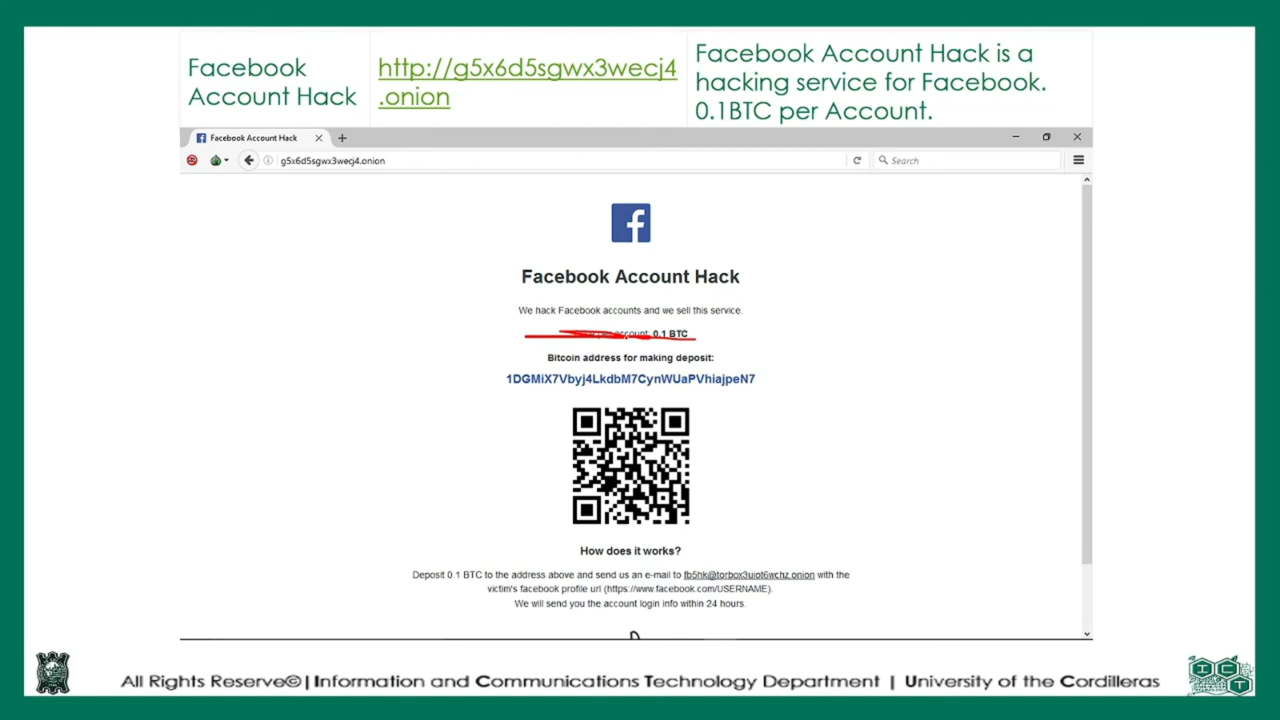 Facebook
Account Hack
http://g5x6d5sgwx3wecj4
.onion
Facebook Account Hack is a
hacking service for Facebook.
0.1BTC per Account.
Facebook Account Hack
g5x6d5sgwx3wecj4.onion
Search
Facebook Account Hack
We hack Facebook accounts and we sell this service.
account: 0.1 BTC
Bitcoin address for making deposit:
1DGMiX7Vbyj4LkdbM7CynWUaPVhiajpeN7
How does it works?
Deposit 0.1 BTC to the address above and send us an e-mail to fb5hk@torbox3uiot6wchz.onion with the
victim's facebook profile url (https://www.facebook.com/USERNAME).
We will send you the account login info within 24 hours.
All Rights Reserve©| Information and Communications Technology Department | University of the Cordilleras
ICT